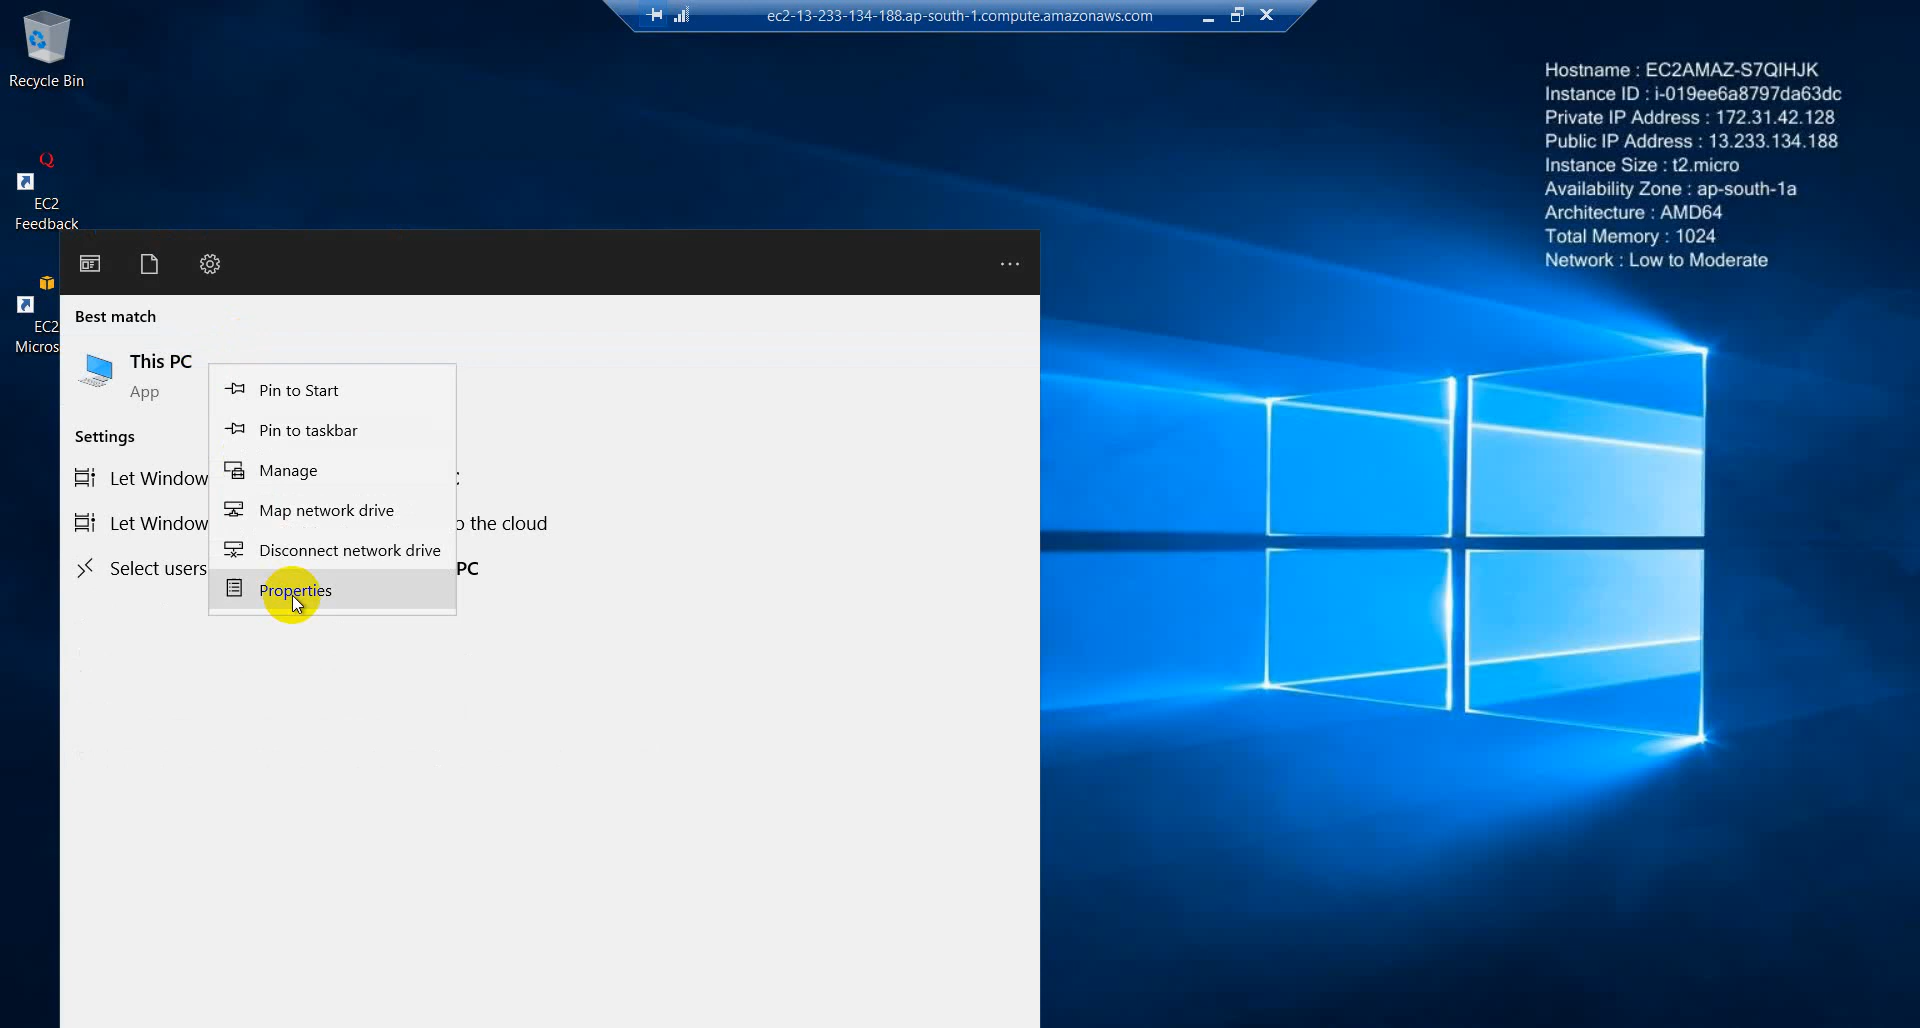 ec2-13-233-134-188.ap-south-1.compute.amazonaws.com
Recycle Bin
Hostname : EC2AMAZ-S7QIHJK
Instance ID : i-019ee6a8797da63dc
Private IP Address : 172.31.42.128
Public IP Address : 13.233.134.188
Instance Size : t2.micro
Availability Zone : ap-south-1a
Architecture : AMD64
Total Memory : 1024
Network : Low to Moderate
EC2
Feedback
EC2
Micros
Best match
This PC
App
Settings
Let Window
Let Window o the cloud
Select users PC
Pin to Start
Pin to taskbar
Manage
Map network drive
Disconnect network drive
Properties